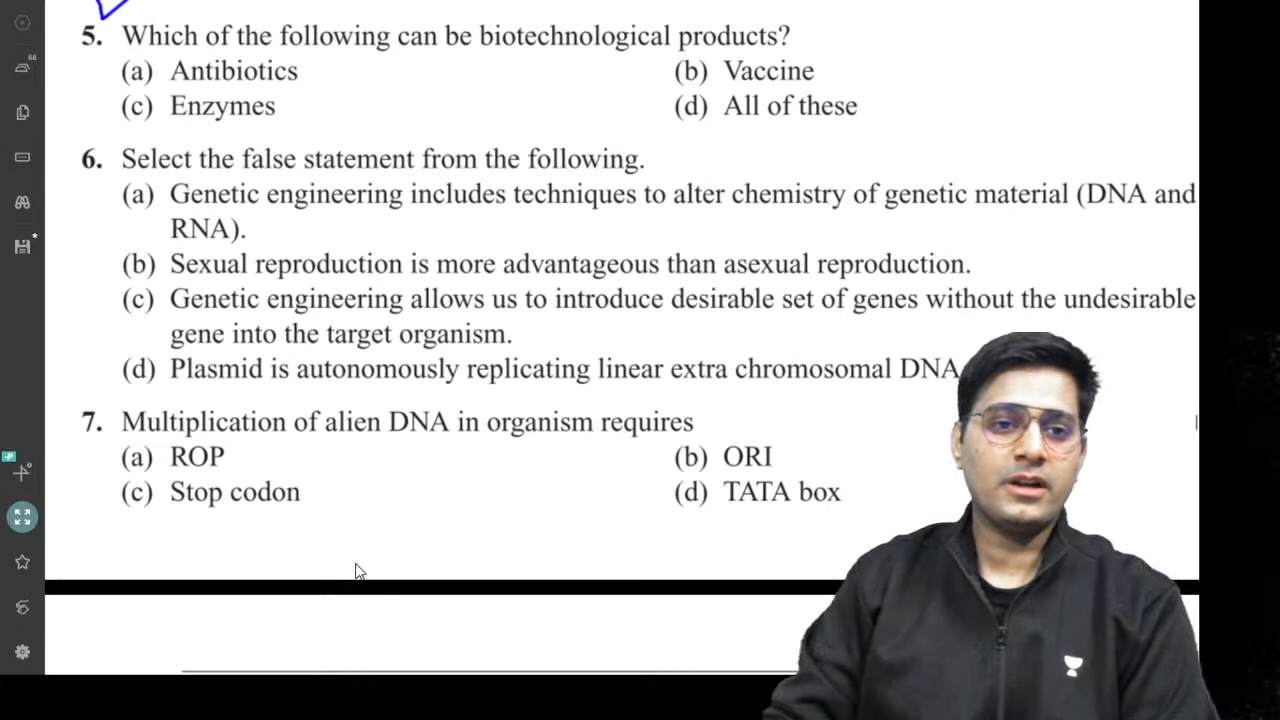 5. Which of the following can be biotechnological products?
(a) Antibiotics (b) Vaccine
(c) Enzymes (d) All of these
6. Select the false statement from the following.
(a) Genetic engineering includes techniques to alter chemistry of genetic material (DNA and
RNA).
(b) Sexual reproduction is more advantageous than asexual reproduction.
(c) Genetic engineering allows us to introduce desirable set of genes without the undesirable
gene into the target organism.
(d) Plasmid is autonomously replicating linear extra chromosomal DNA
7. Multiplication of alien DNA in organism requires
(a) ROP (b) ORI
(c) Stop codon (d) TATA box